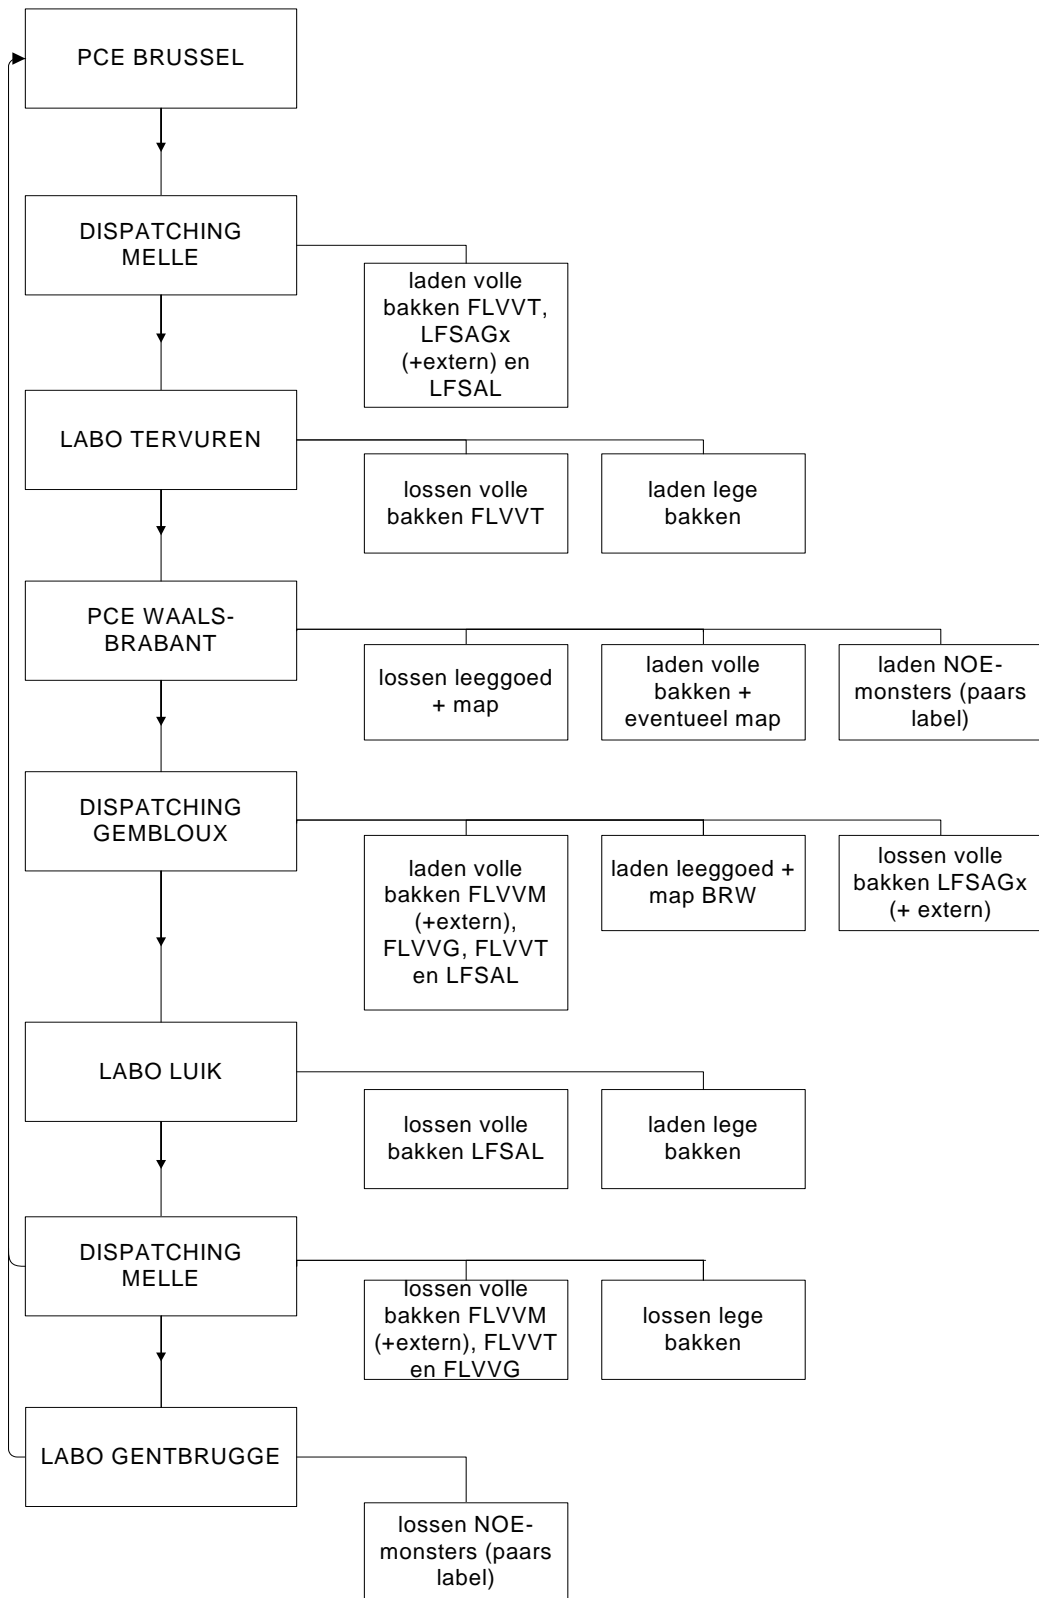 PCE BRUSSEL
DISPATCHING
MELLE
laden volle
bakken FLVVT,
LFSAGx
(+extern) en
LFSAL
LABO TERVUREN
lossen volle
bakken FLVVT
laden lege
bakken
PCE WAALS-
BRABANT
lossen leeggoed
+ map
laden volle
bakken +
eventueel map
laden NOE-
monsters (paars
label)
DISPATCHING
GEMBLOUX
laden volle
bakken FLVVM
(+extern),
FLVVG, FLVVT
en LFSAL
laden leeggoed +
map BRW
lossen volle
bakken LFSAGx
(+ extern)
LABO LUIK
lossen volle
bakken LFSAL
laden lege
bakken
DISPATCHING
MELLE
lossen volle
bakken FLVVM
(+extern), FLVVT
en FLVVG
lossen lege
bakken
LABO GENTBRUGGE
lossen NOE-
monsters (paars
label)